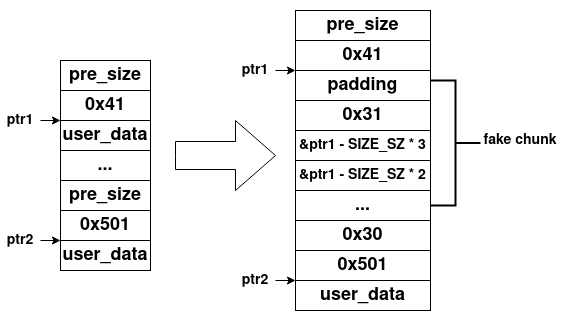 pre_size
0x41
ptr1
user_data
...
pre_size
0x501
ptr2
user_data
pre_size
0x41
ptr1
padding
0x31
&ptr1 - SIZE_SZ * 3
&ptr1 - SIZE_SZ * 2
...
0x30
0x501
ptr2
user_data
fake chunk